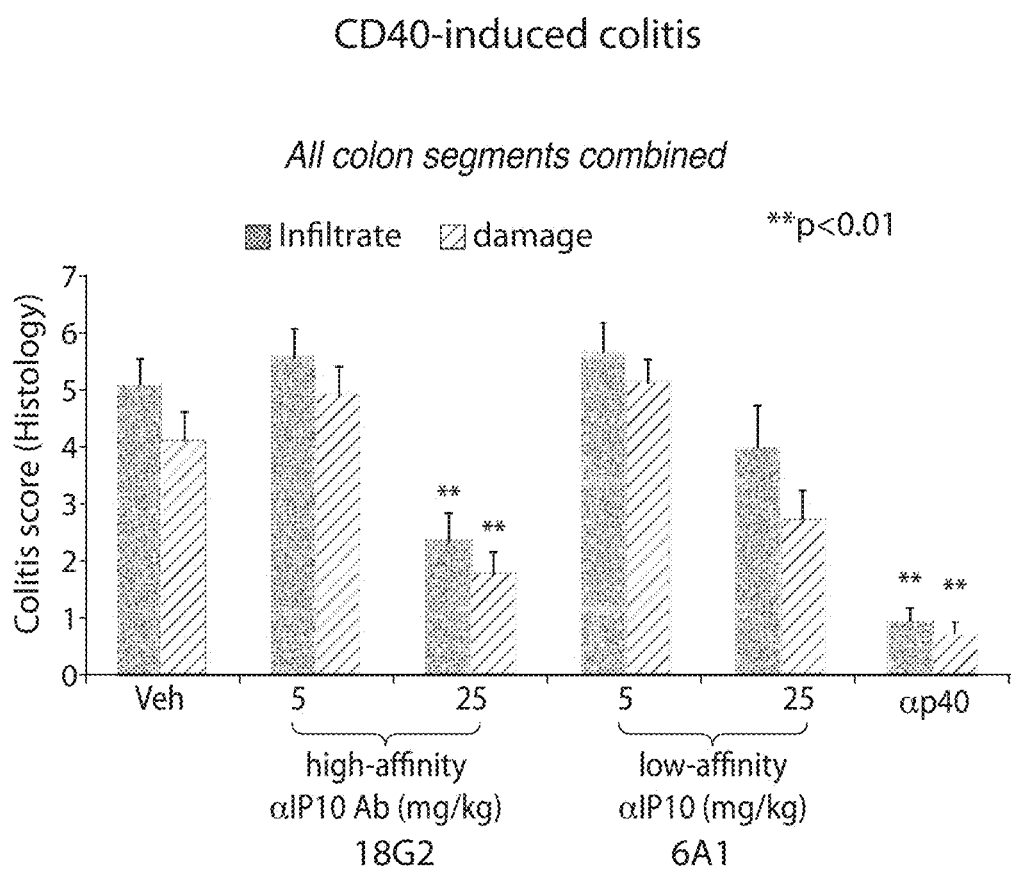 CD40-induced colitis
All colon segments combined
Infiltrate damage
**p<0.01
Colitis score (Histology)
7
6
5
4
3
2
1
0
** ** ** **
Veh 5 25 5 25 αp40
high-affinity low-affinity
αIP10 Ab (mg/kg) αIP10 (mg/kg)
18G2 6A1